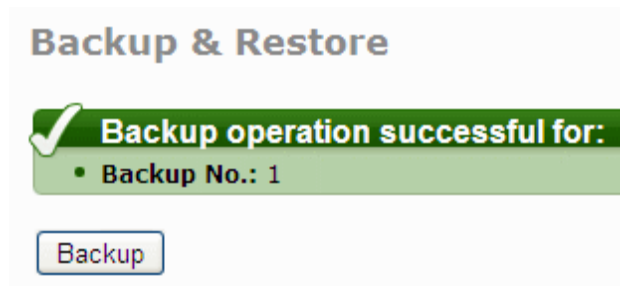 Backup & Restore
Backup operation successful for:
• Backup No.: 1
Backup